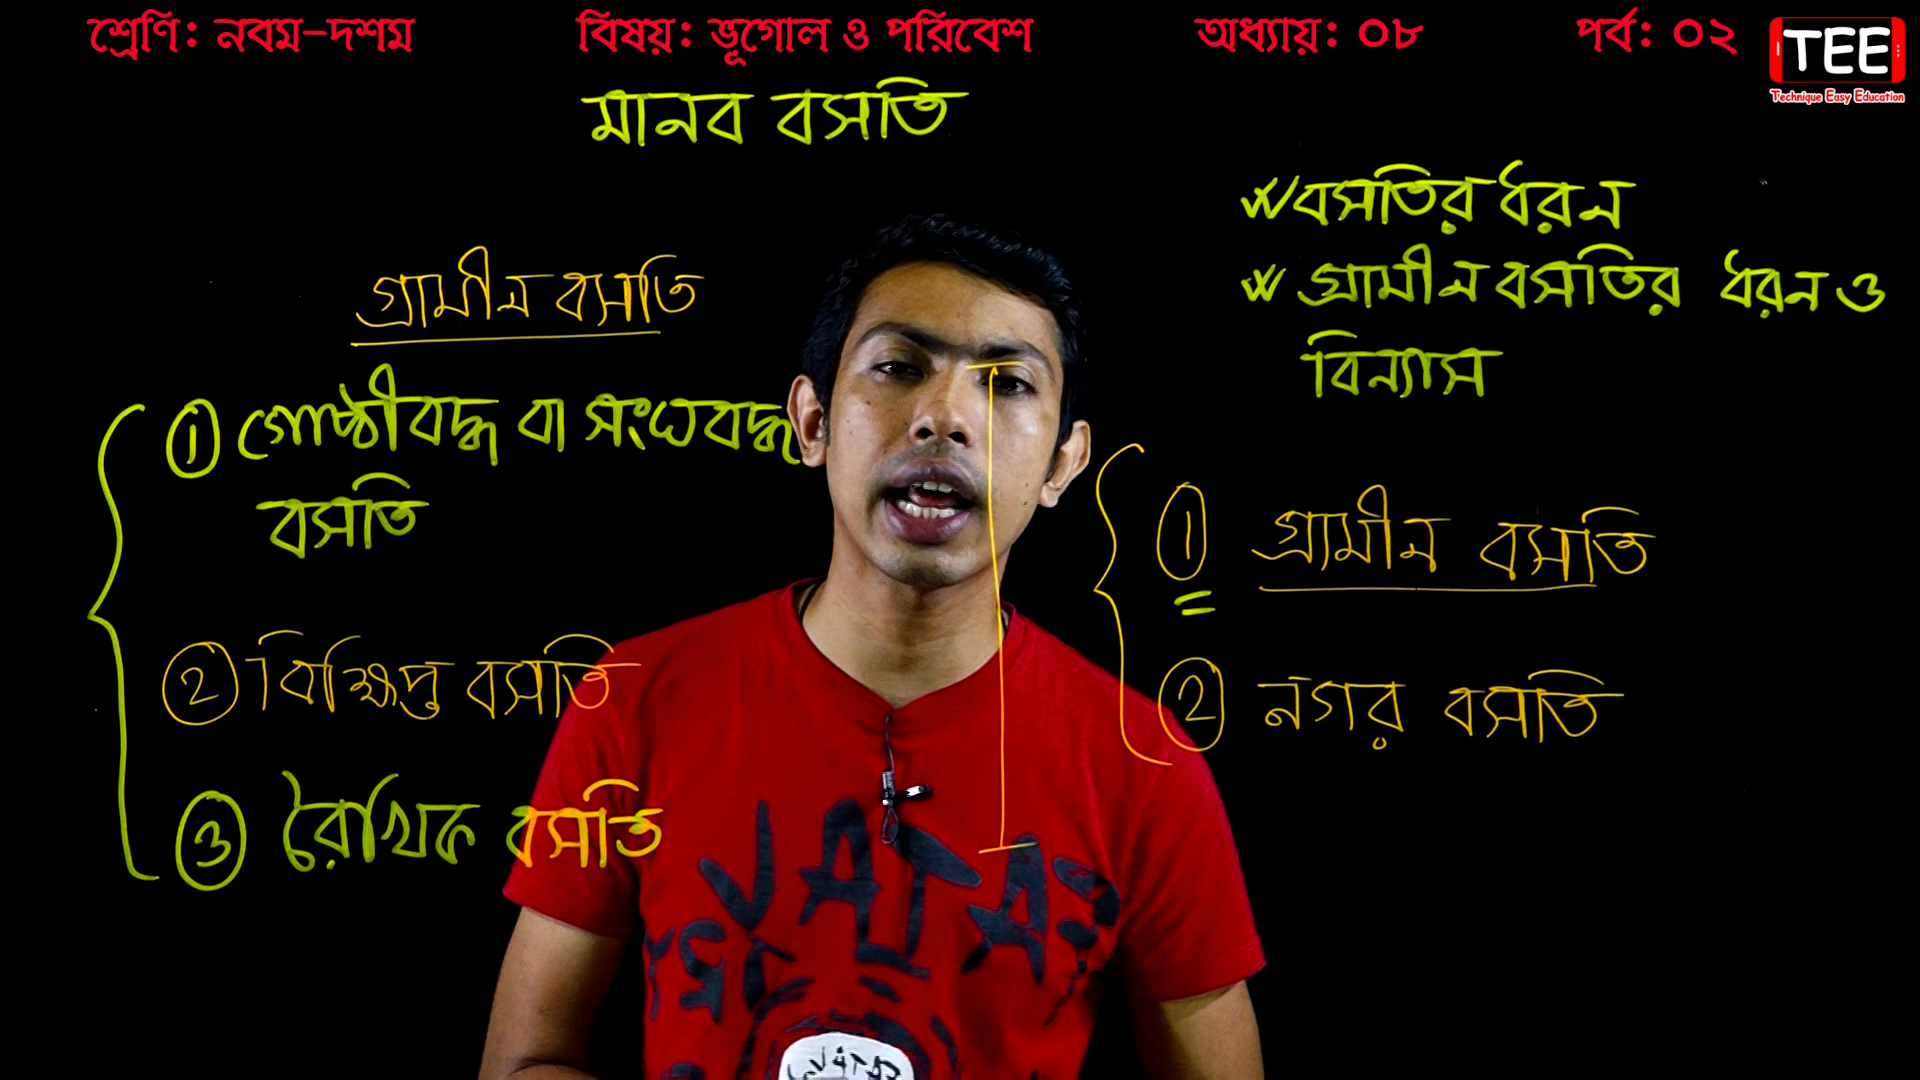 শ্রেণি: নবম-দশম বিষয়: ভূগোল ও পরিবেশ অধ্যায়: ০৮ পর্ব: ০২
TEE
Technique Easy Education
মানব বসতি
গ্রামীন বসতি
① গোষ্ঠীবদ্ধ বা সংঘবদ্ধ
বসতি
② বিক্ষিপ্ত বসতি
③ রৈখিক বসতি
বসতির ধরন
গ্রামীন বসতির ধরন ও
বিন্যাস
① গ্রামীন বসতি
② নগর বসতি